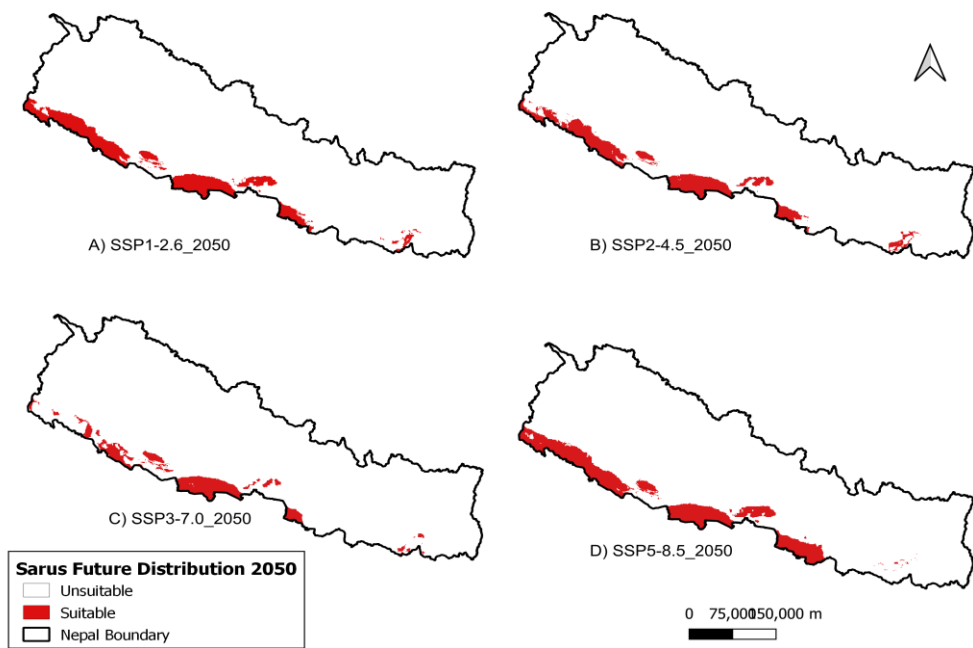 A) SSP1-2.6_2050
B) SSP2-4.5_2050
C) SSP3-7.0_2050
D) SSP5-8.5_2050
Sarus Future Distribution 2050
Unsuitable
Suitable
Nepal Boundary
0 75,000150,000 m